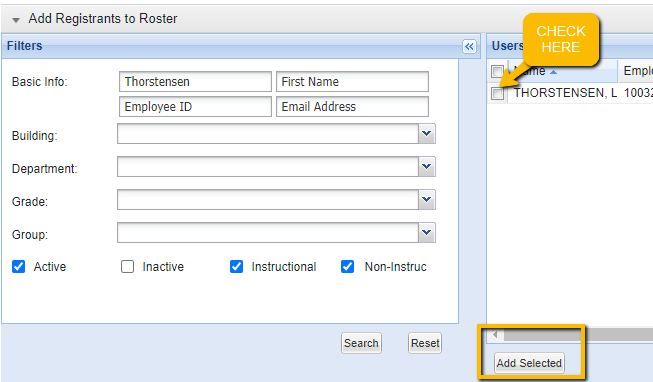 Add Registrants to Roster
Filters
Users
CHECK
HERE
Basic Info:
Thorstensen
First Name
Employee ID
Email Address
Building:
Department:
Grade:
Group:
Active
Inactive
Instructional
Non-Instruc
Search
Reset
Name
Emplo
THORSTENSEN, L
10032
Add Selected